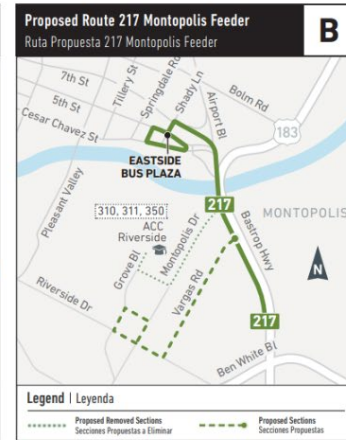 Proposed Route 217 Montopolis Feeder
Ruta Propuesta 217 Montopolis Feeder
B
7th St
5th St
Cesar Chavez St
Tillery St
Springdale Rd
Shady Ln
Airport Bl
Bolm Rd
183
EASTSIDE
BUS PLAZA
Pleasant Valley
217
MONTOPOLIS
310, 311, 350
ACC
Riverside
Grove Bl
Montopolis Dr
Vargas Rd
Bastrop Hwy
N
Riverside Dr
217
Ben White Bl
Legend | Leyenda
Proposed Removed Sections
Secciones Propuestas a Eliminar
Proposed Sections
Secciones Propuestas